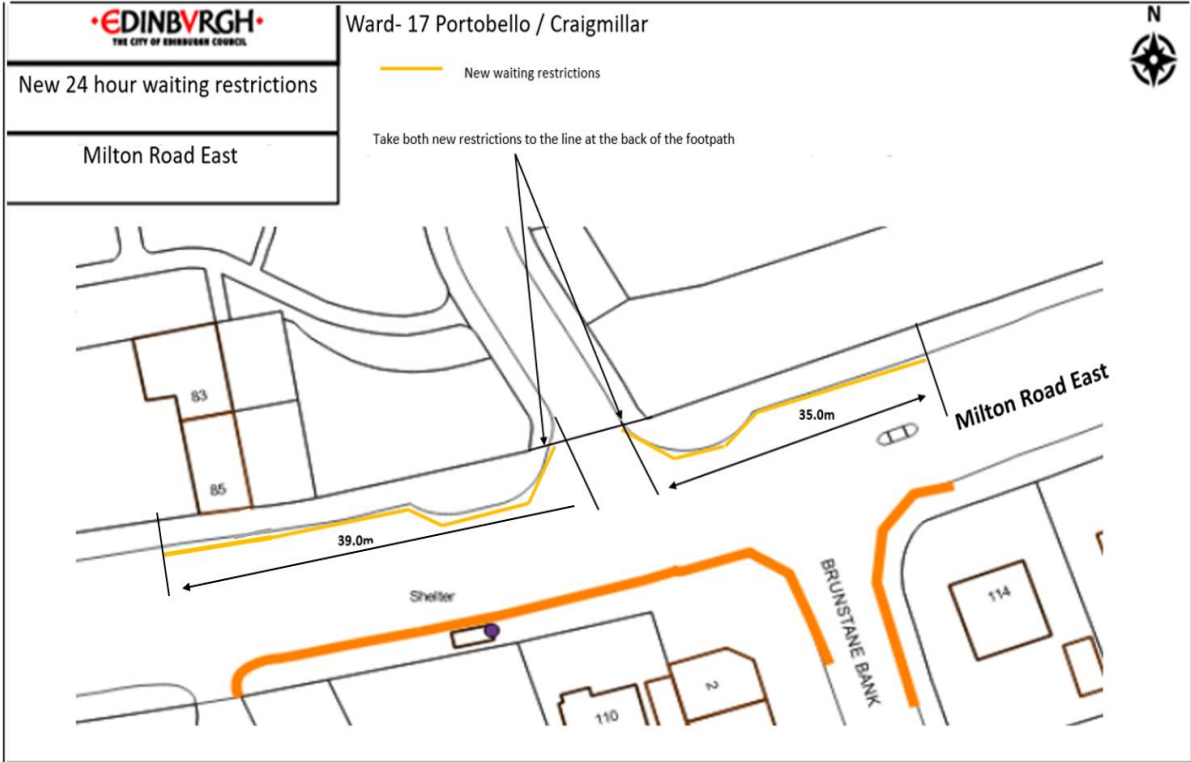 •EDINBVRGH•
THE CITY OF EDINBURGH COUNCIL
New 24 hour waiting restrictions
Milton Road East
Ward- 17 Portobello / Craigmillar
New waiting restrictions
Take both new restrictions to the line at the back of the footpath
N
83
85
39.0m
35.0m
Milton Road East
Shelter
BRUNSTANE BANK
114
2
110